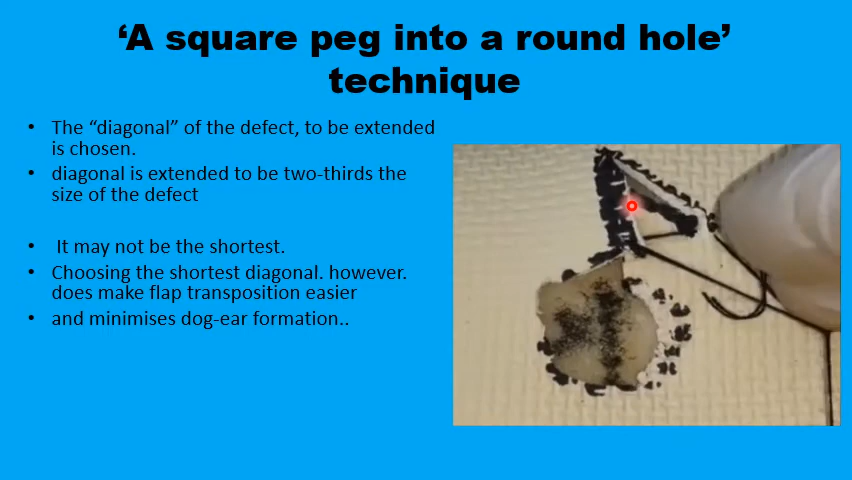 ‘A square peg into a round hole’
technique
• The “diagonal” of the defect, to be extended
is chosen.
• diagonal is extended to be two-thirds the
size of the defect
• It may not be the shortest.
• Choosing the shortest diagonal. however.
does make flap transposition easier
• and minimises dog-ear formation..